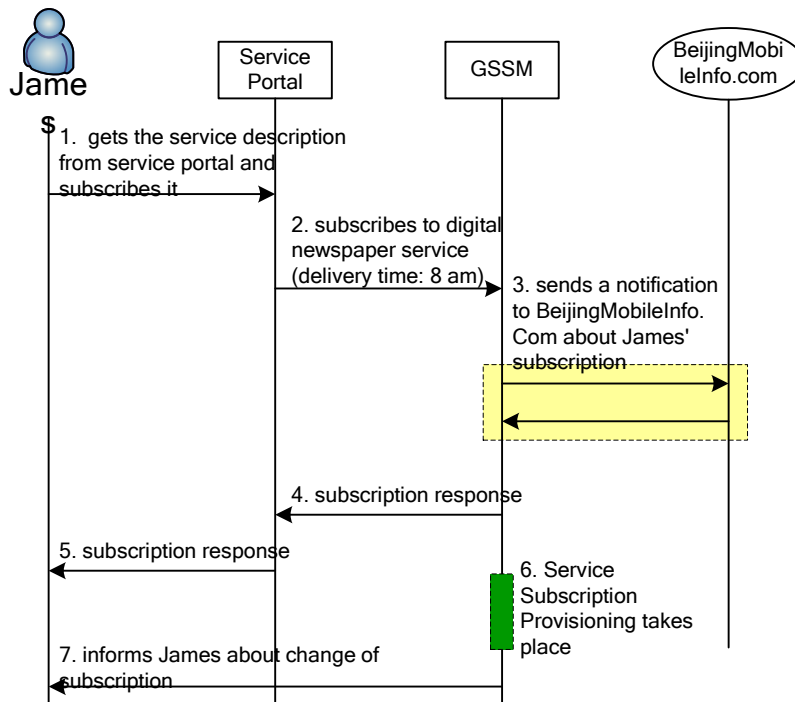 Jame
Service
Portal
GSSM
BeijingMobi
leInfo.com
$
1. gets the service description
from service portal and
subscribes it
2. subscribes to digital
newspaper service
(delivery time: 8 am)
3. sends a notification
to BeijingMobileInfo.
Com about James'
subscription
4. subscription response
5. subscription response
6. Service
Subscription
Provisioning takes
place
7. informs James about change of
subscription